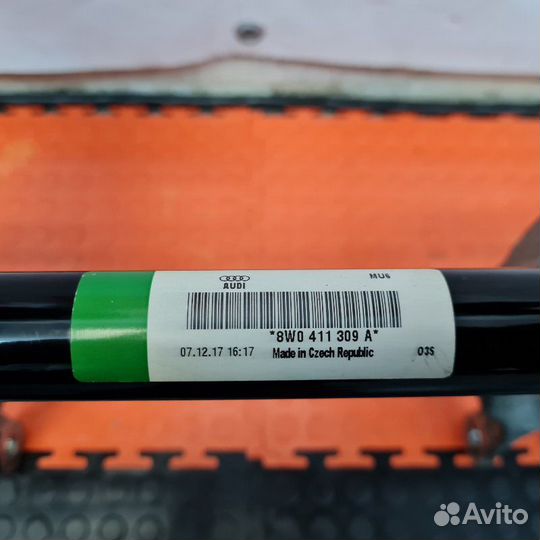 AUDI MU6
*8W0 411 309 A*
07.12.17 16:17 Made in Czech Republic 03S
Avito